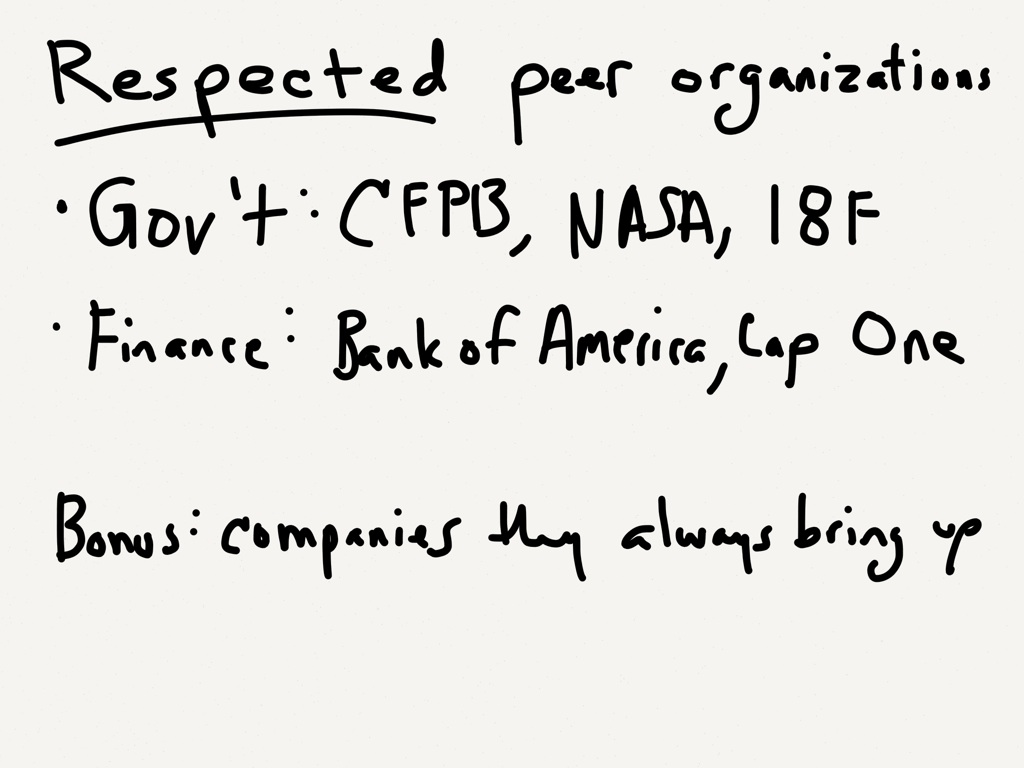 Respected peer organizations
• Gov't: CFPB, NASA, 18F
• Finance: Bank of America, Cap One
Bonus: companies they always bring up